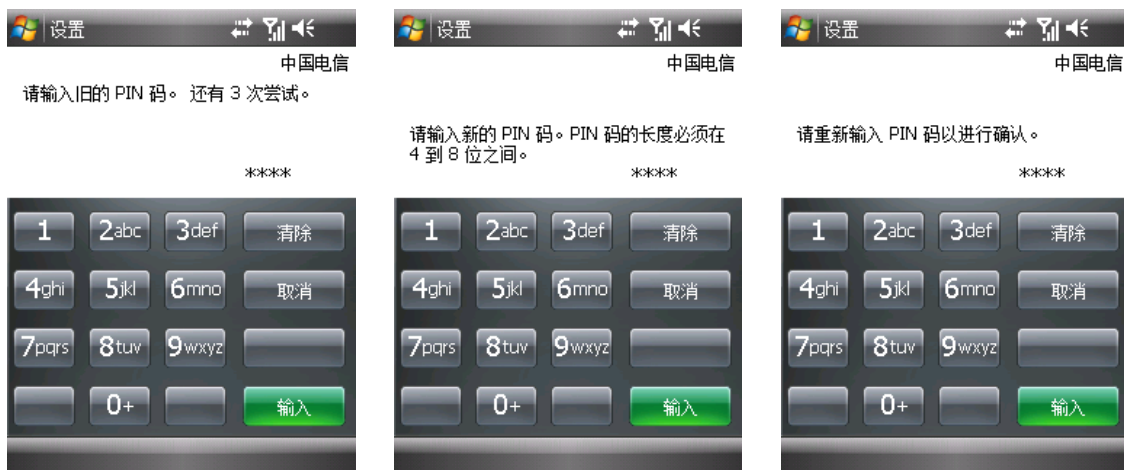 设置
中国电信
请输入旧的 PIN 码。 还有 3 次尝试。
****
1 2abc 3def 清除
4ghi 5jkl 6mno 取消
7pqrs 8tuv 9wxyz
0+ 输入
设置
中国电信
请输入新的 PIN 码。PIN 码的长度必须在
4 到 8 位之间。
****
1 2abc 3def 清除
4ghi 5jkl 6mno 取消
7pqrs 8tuv 9wxyz
0+ 输入
设置
中国电信
请重新输入 PIN 码以进行确认。
****
1 2abc 3def 清除
4ghi 5jkl 6mno 取消
7pqrs 8tuv 9wxyz
0+ 输入